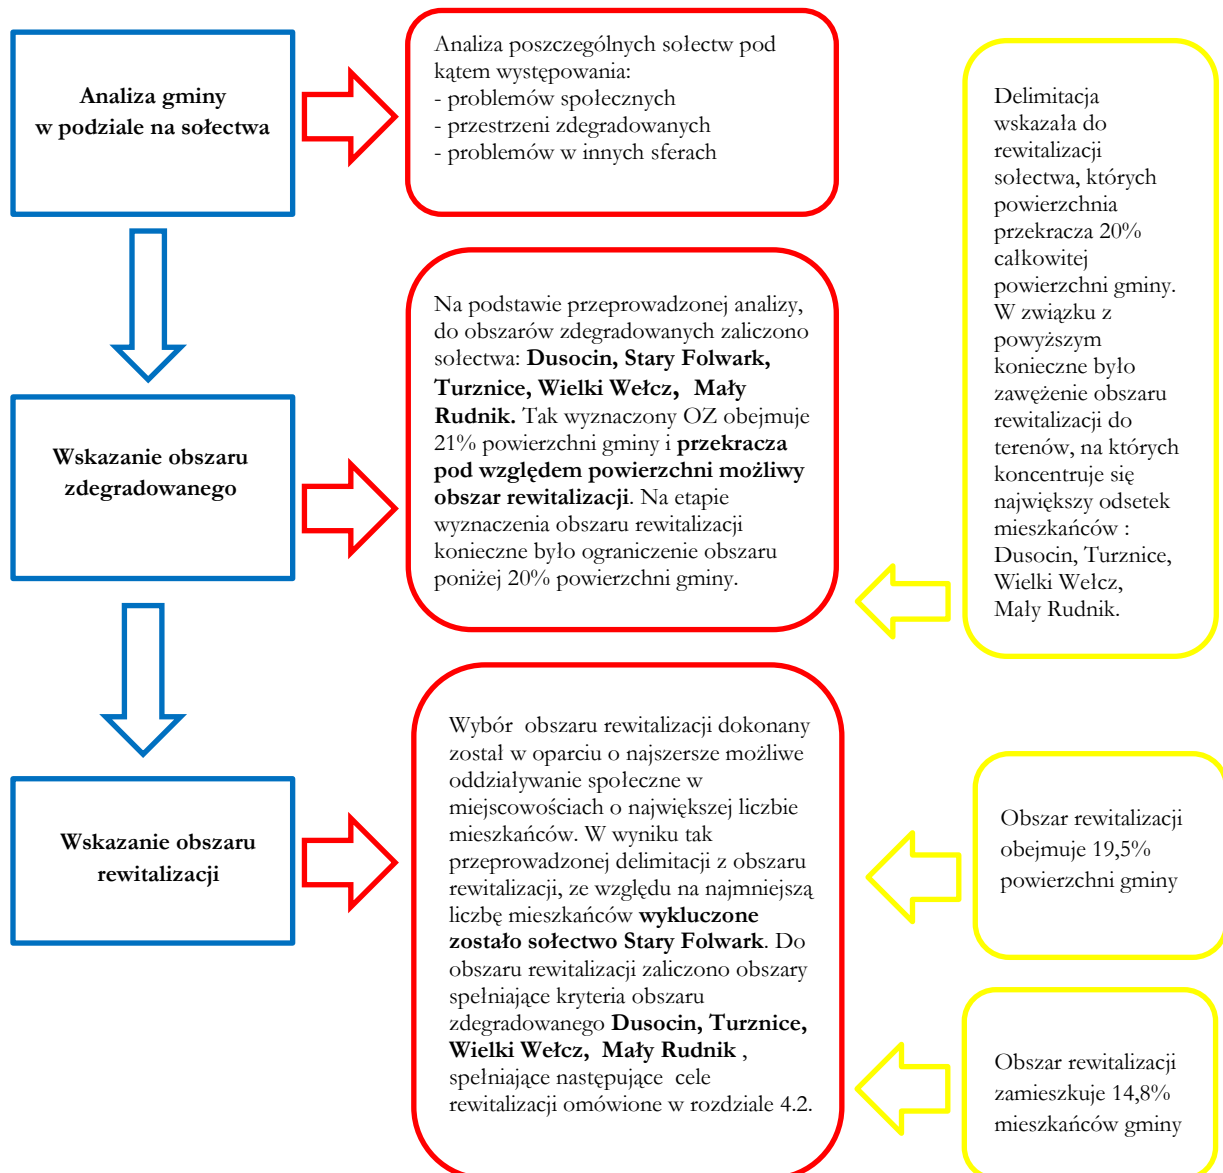 Analiza gminy
w podziale na sołectwa
Analiza poszczególnych sołectw pod
kątem występowania:
- problemów społecznych
- przestrzeni zdegradowanych
- problemów w innych sferach
Delimitacja
wskazała do
rewitalizacji
sołectwa, których
powierzchnia
przekracza 20%
całkowitej
powierzchni gminy.
W związku z
powyższym
konieczne było
zawężenie obszaru
rewitalizacji do
terenów, na których
koncentruje się
największy odsetek
mieszkańców :
Dusocin, Turznice,
Wielki Wełcz,
Mały Rudnik.
Wskazanie obszaru
zdegradowanego
Na podstawie przeprowadzonej analizy,
do obszarów zdegradowanych zaliczono
sołectwa: Dusocin, Stary Folwark,
Turznice, Wielki Wełcz, Mały
Rudnik. Tak wyznaczony OZ obejmuje
21% powierzchni gminy i przekracza
pod względem powierzchni możliwy
obszar rewitalizacji. Na etapie
wyznaczenia obszaru rewitalizacji
konieczne było ograniczenie obszaru
poniżej 20% powierzchni gminy.
Wskazanie obszaru
rewitalizacji
Wybór obszaru rewitalizacji dokonany
został w oparciu o najszersze możliwe
oddziaływanie społeczne w
miejscowościach o największej liczbie
mieszkańców. W wyniku tak
przeprowadzonej delimitacji z obszaru
rewitalizacji, ze względu na najmniejszą
liczbę mieszkańców wykluczone
zostało sołectwo Stary Folwark. Do
obszaru rewitalizacji zaliczono obszary
spełniające kryteria obszaru
zdegradowanego Dusocin, Turznice,
Wielki Wełcz, Mały Rudnik ,
spełniające następujące cele
rewitalizacji omówione w rozdziale 4.2.
Obszar rewitalizacji
obejmuje 19,5%
powierzchni gminy
Obszar rewitalizacji
zamieszkuje 14,8%
mieszkańców gminy